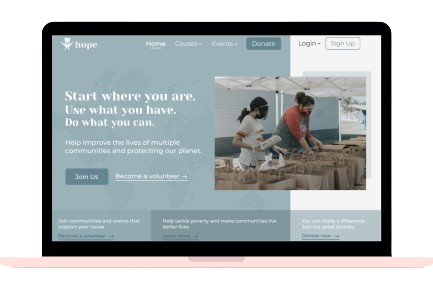 hope
Home Causes Events Donate Login Sign Up
Start where you are.
Use what you have.
Do what you can.
Help improve the lives of multiple
communities and protecting our planet.
Join Us Become a volunteer →
Join communities and events that
support your cause
Become a volunteer →
Help tackle poverty and make communities live
better lives
Learn more →
You can make a difference.
Join our great journey.
Donate now →